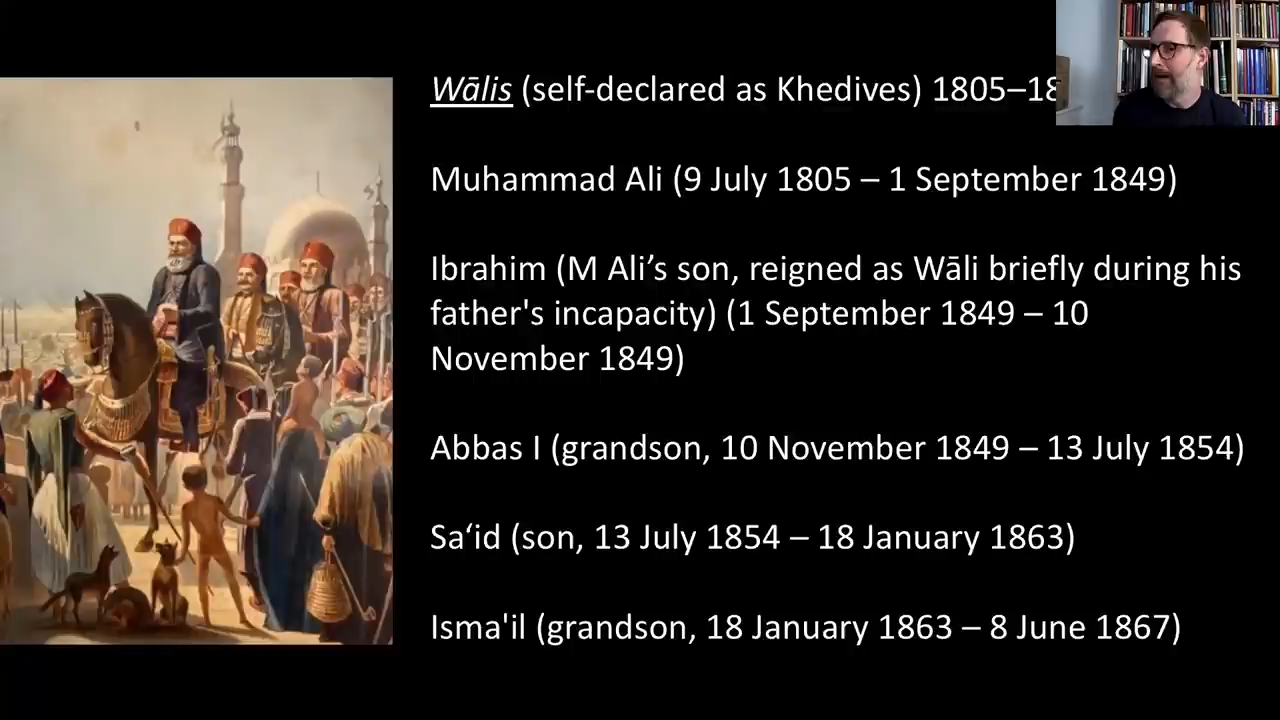 Wālis (self-declared as Khedives) 1805–18
Muhammad Ali (9 July 1805 – 1 September 1849)
Ibrahim (M Ali’s son, reigned as Wāli briefly during his
father's incapacity) (1 September 1849 – 10
November 1849)
Abbas I (grandson, 10 November 1849 – 13 July 1854)
Sa‘id (son, 13 July 1854 – 18 January 1863)
Isma'il (grandson, 18 January 1863 – 8 June 1867)